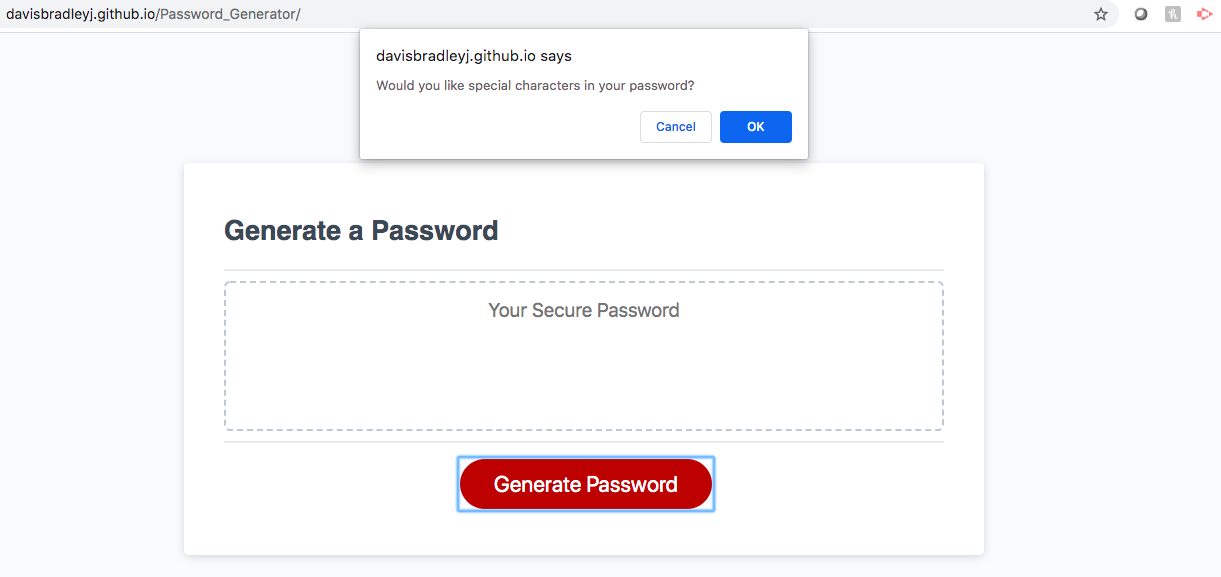 davisbradleyj.github.io/Password_Generator/
davisbradleyj.github.io says
Would you like special characters in your password?
Cancel
OK
Generate a Password
Your Secure Password
Generate Password